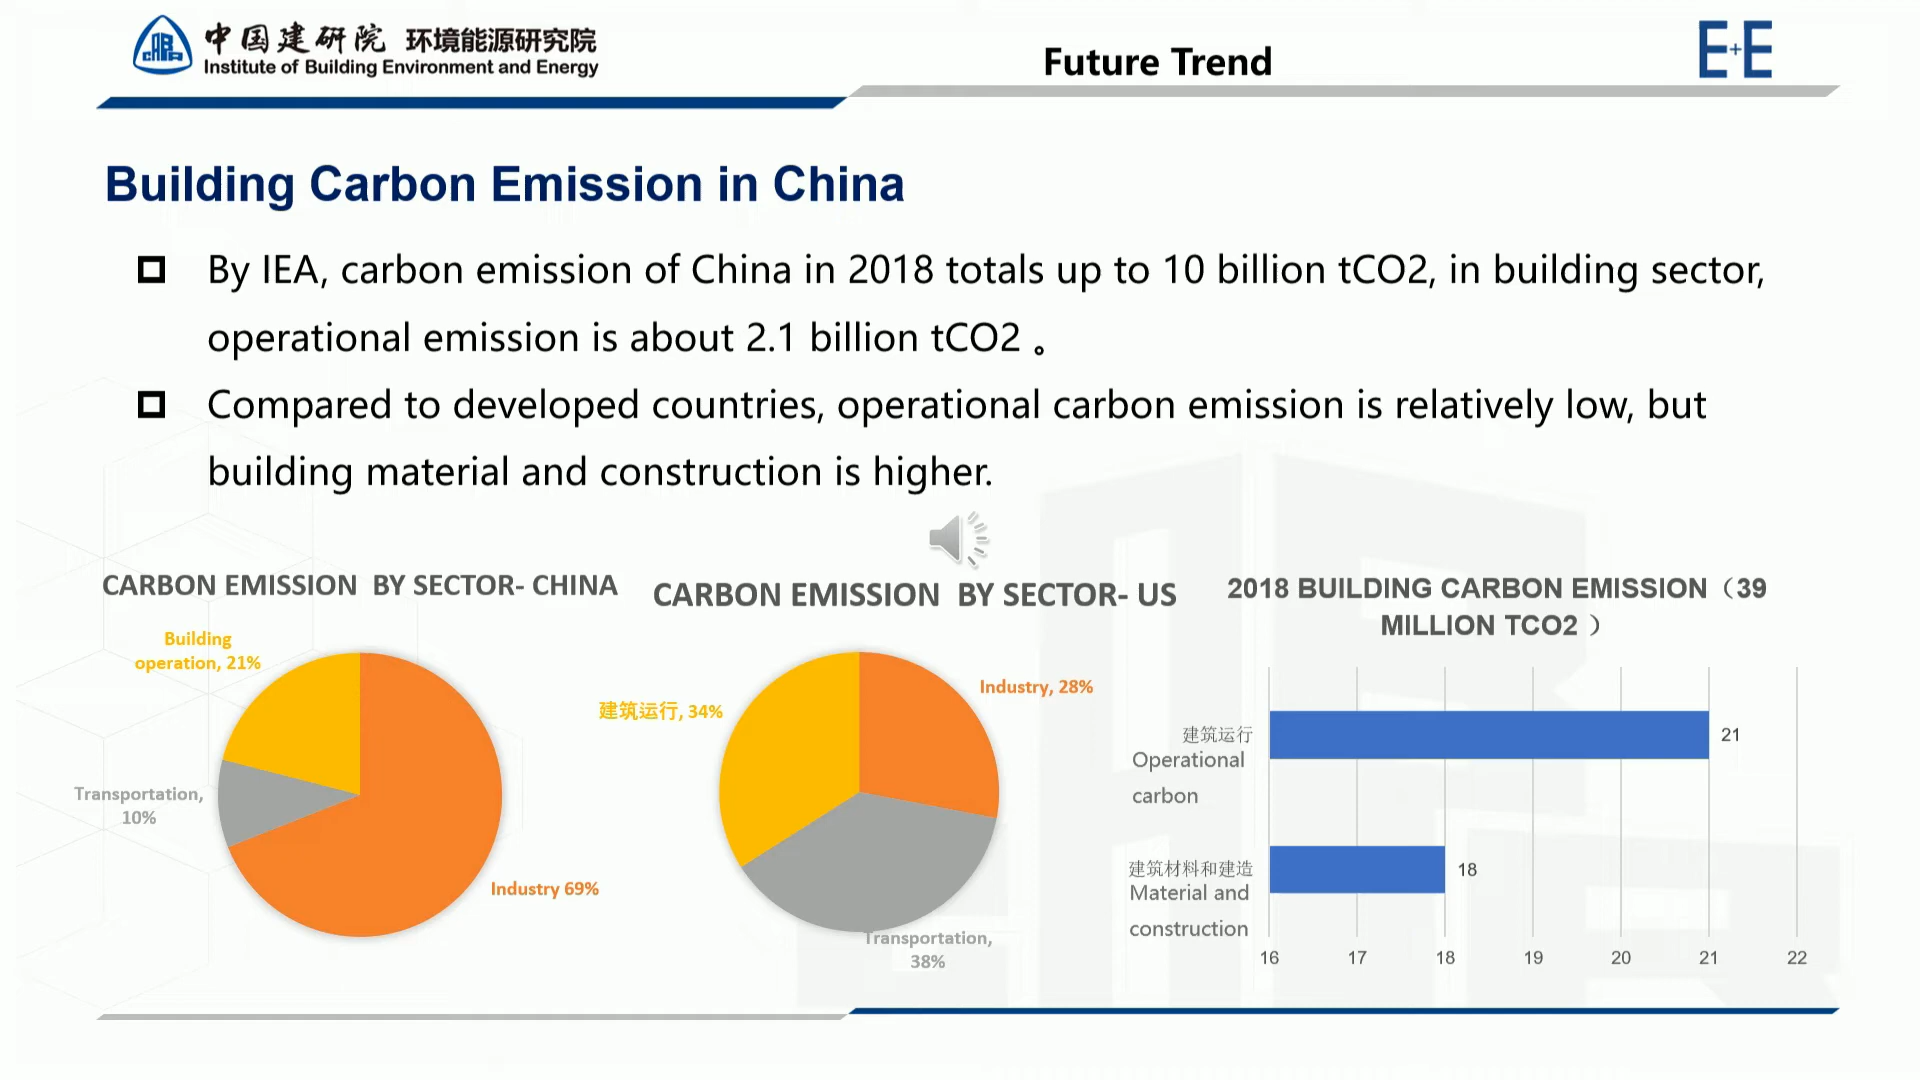 中国建研院 环境能源研究院
Institute of Building Environment and Energy
Future Trend
E+E
Building Carbon Emission in China
By IEA, carbon emission of China in 2018 totals up to 10 billion tCO2, in building sector,
operational emission is about 2.1 billion tCO2 。
Compared to developed countries, operational carbon emission is relatively low, but
building material and construction is higher.
CARBON EMISSION BY SECTOR- CHINA
Building
operation, 21%
Transportation,
10%
Industry 69%
CARBON EMISSION BY SECTOR- US
Industry, 28%
建筑运行, 34%
Transportation,
38%
2018 BUILDING CARBON EMISSION（39
MILLION TCO2 ）
建筑运行
Operational
carbon
21
建筑材料和建造
Material and
construction
18
16 17 18 19 20 21 22